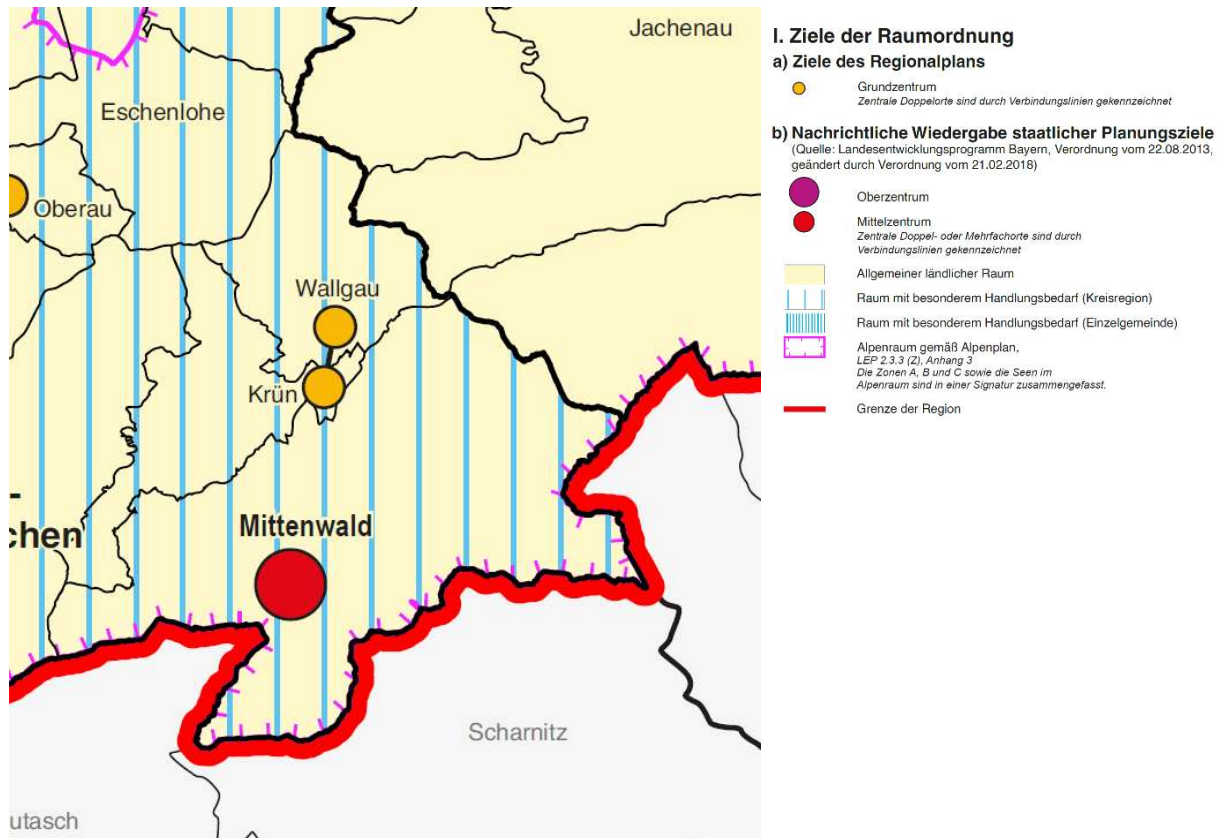 Jachenau
Eschenlohe
Oberau
Wallgau
Krün
-
chen
Mittenwald
Scharnitz
utasch
I. Ziele der Raumordnung
a) Ziele des Regionalplans
Grundzentrum
Zentrale Doppelorte sind durch Verbindungslinien gekennzeichnet
b) Nachrichtliche Wiedergabe staatlicher Planungsziele
(Quelle: Landesentwicklungsprogramm Bayern, Verordnung vom 22.08.2013,
geändert durch Verordnung vom 21.02.2018)
Oberzentrum
Mittelzentrum
Zentrale Doppel- oder Mehrfachorte sind durch
Verbindungslinien gekennzeichnet
Allgemeiner ländlicher Raum
Raum mit besonderem Handlungsbedarf (Kreisregion)
Raum mit besonderem Handlungsbedarf (Einzelgemeinde)
Alpenraum gemäß Alpenplan,
LEP 2.3.3 (Z), Anhang 3
Die Zonen A, B und C sowie die Seen im
Alpenraum sind in einer Signatur zusammengefasst.
Grenze der Region